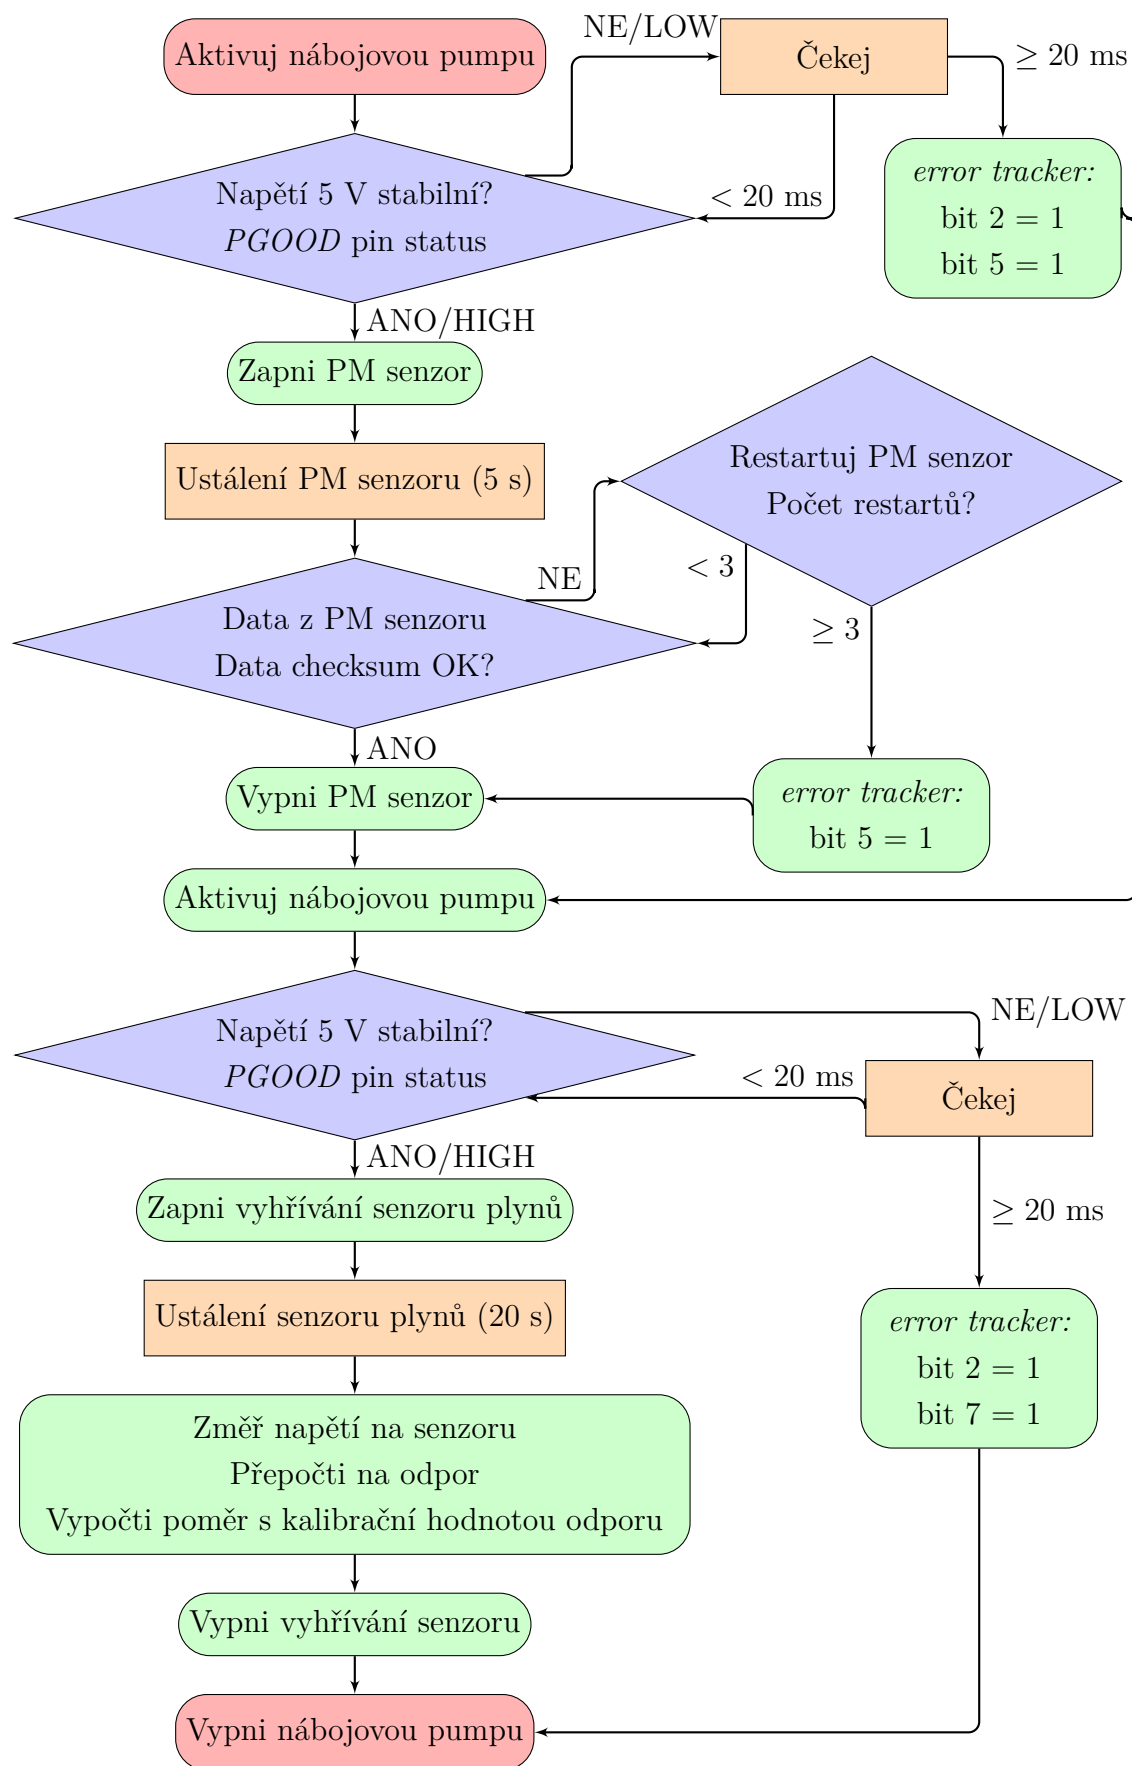 Aktivuj nábojovou pumpu
NE/LOW
Čekej
≥ 20 ms
Napětí 5 V stabilní?
PGOOD pin status
< 20 ms
error tracker:
bit 2 = 1
bit 5 = 1
ANO/HIGH
Zapni PM senzor
Ustálení PM senzoru (5 s)
Restartuj PM senzor
Počet restartů?
NE
< 3
≥ 3
Data z PM senzoru
Data checksum OK?
ANO
Vypni PM senzor
error tracker:
bit 5 = 1
Aktivuj nábojovou pumpu
Napětí 5 V stabilní?
PGOOD pin status
NE/LOW
< 20 ms
Čekej
ANO/HIGH
≥ 20 ms
Zapni vyhřívání senzoru plynů
Ustálení senzoru plynů (20 s)
error tracker:
bit 2 = 1
bit 7 = 1
Změř napětí na senzoru
Přepočti na odpor
Vypočti poměr s kalibrační hodnotou odporu
Vypni vyhřívání senzoru
Vypni nábojovou pumpu